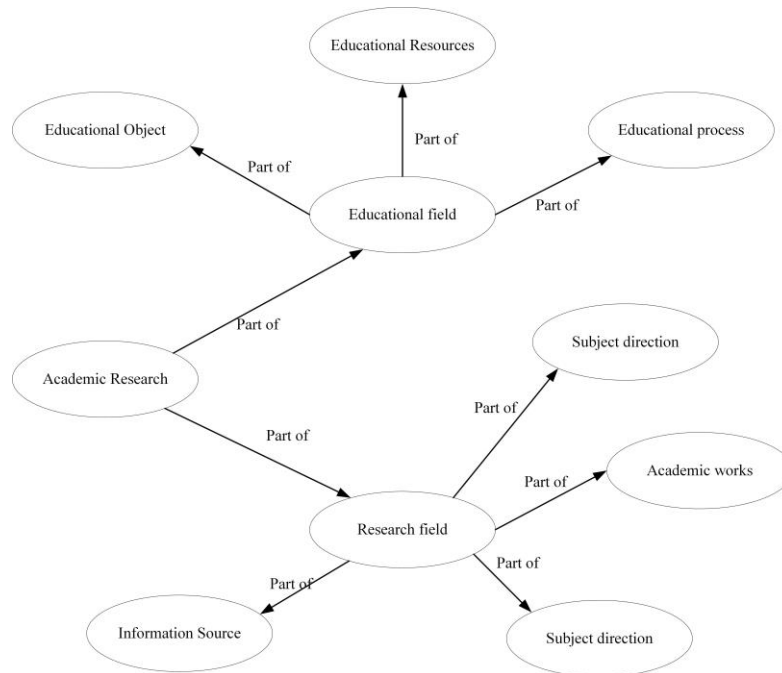 Educational Resources
Educational Object
Educational process
Part of
Part of
Part of
Educational field
Part of
Subject direction
Academic Research
Part of
Part of
Academic works
Part of
Research field
Part of
Part of
Information Source
Subject direction